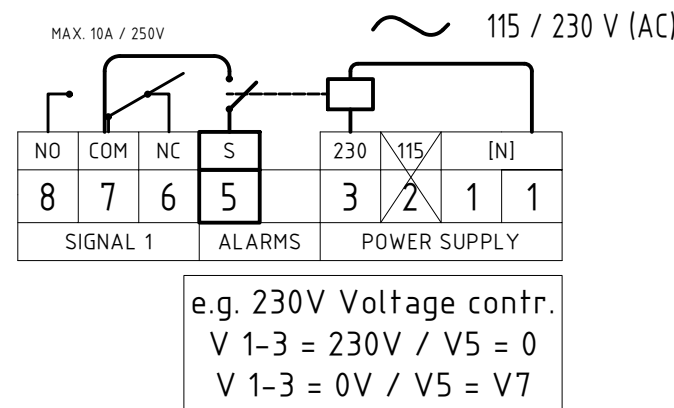 MAX. 10A / 250V
115 / 230 V (AC)
NO COM NC S 230 115 [N]
8 7 6 5 3 2 1 1
SIGNAL 1 ALARMS POWER SUPPLY
e.g. 230V Voltage contr.
V 1-3 = 230V / V5 = 0
V 1-3 = 0V / V5 = V7